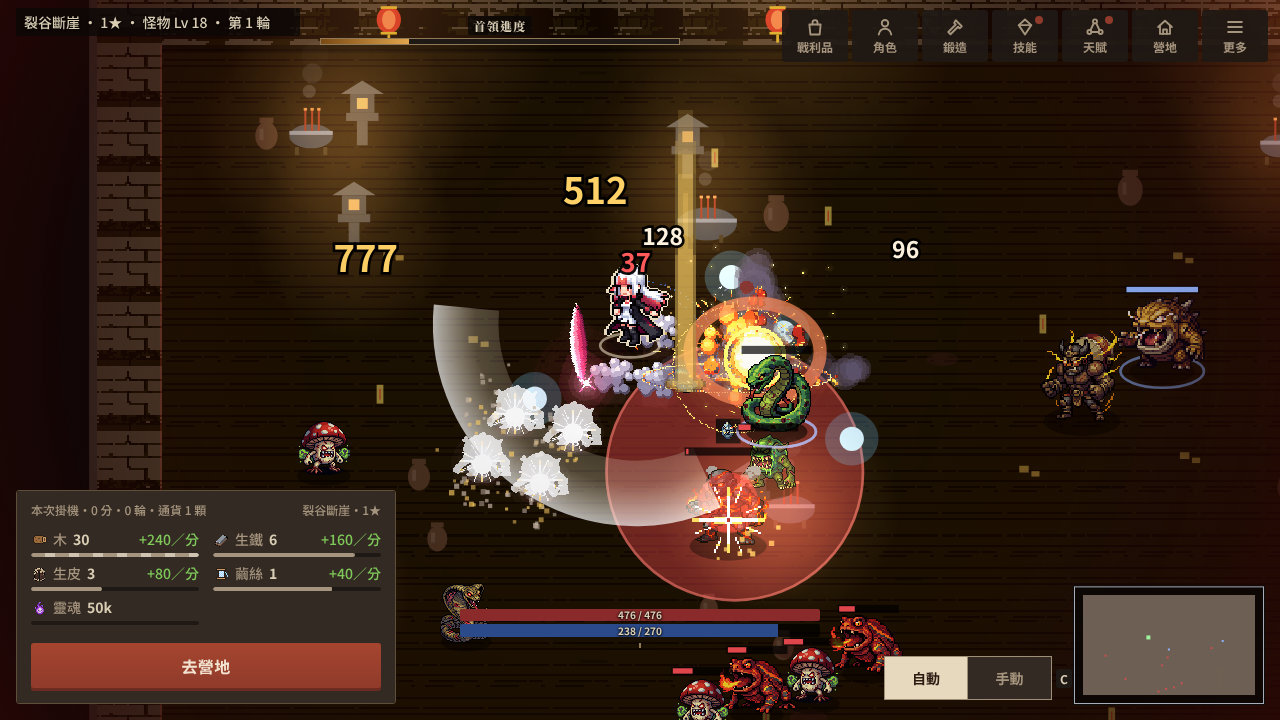 裂谷斷崖 · 1★ · 怪物 Lv 18 · 第 1 輪
首領進度
戰利品
角色
鍛造
技能
天賦
營地
更多
512
128
37
777
96
本次掛機·0 分·0 輪·通貨 1 顆
裂谷斷崖·1★
木 30 +240／分
生鐵 6 +160／分
生皮 3 +80／分
繭絲 1 +40／分
靈魂 50k
去營地
476 / 476
238 / 270
自動
手動
C